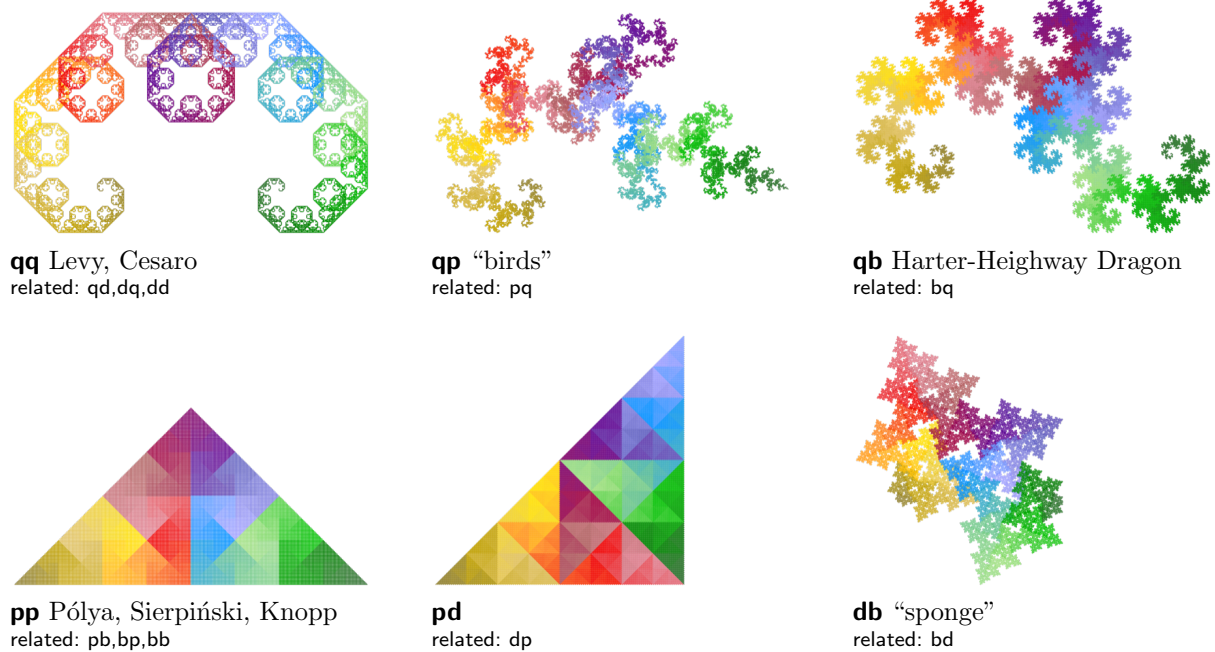 qq Levy, Cesaro
related: qd,dq,dd
qp “birds”
related: pq
qb Harter-Heighway Dragon
related: bq
pp Pólya, Sierpiński, Knopp
related: pb,bp,bb
pd
related: dp
db “sponge”
related: bd